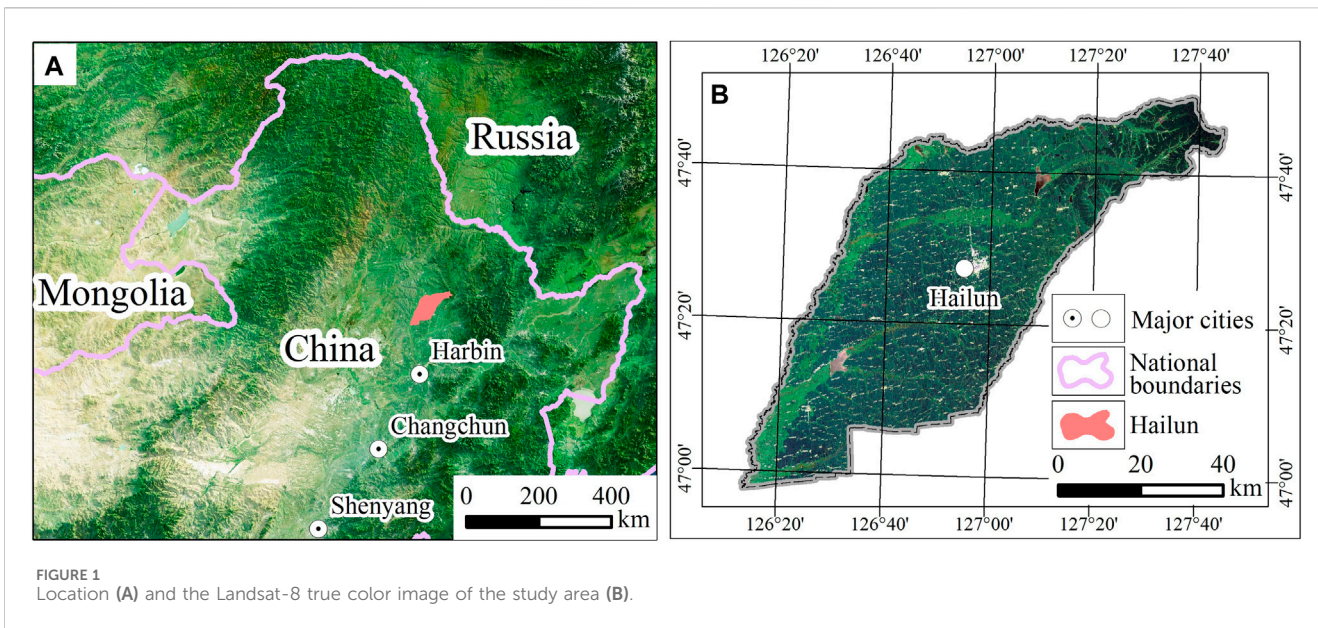 A
Russia
Mongolia
China
Harbin
Changchun
Shenyang
0 200 400
km
B
126°20' 126°40' 127°00' 127°20' 127°40'
47°40'
47°40'
Hailun
47°20'
47°20'
47°00'
47°00'
126°20' 126°40' 127°00' 127°20' 127°40'
Major cities
National
boundaries
Hailun
0 20 40
km
FIGURE 1
Location (A) and the Landsat-8 true color image of the study area (B).